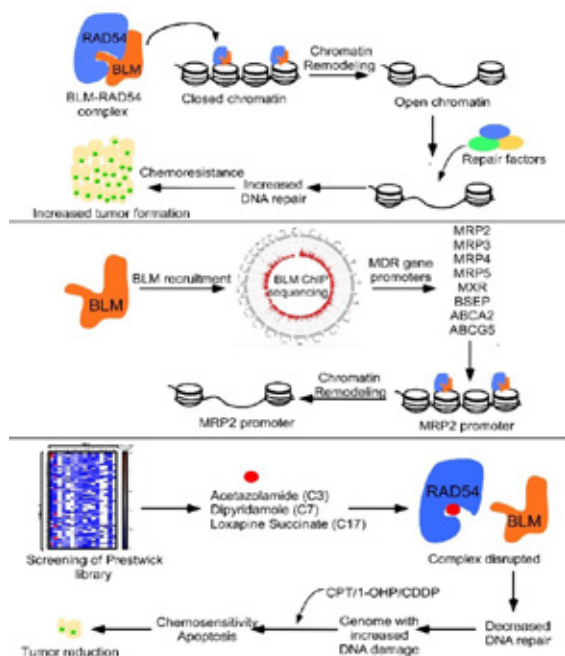 RAD54
BLM
BLM-RAD54
complex
Closed chromatin
Chromatin
Remodeling
Open chromatin
Repair factors
Increased
DNA repair
Chemoresistance
Increased tumor formation
BLM
BLM recruitment
BLM ChIP
sequencing
MDR gene
promoters
MRP2
MRP3
MRP4
MRP5
MXR
BSEP
ABCA2
ABCG5
MRP2 promoter
Chromatin
Remodeling
MRP2 promoter
Screening of Prestwick
library
Acetazolamide (C3)
Dipyridamole (C7)
Loxapine Succinate (C17)
RAD54
BLM
Complex disrupted
Decreased
DNA repair
CPT/1-OHP/CDDP
Genome with
increased
DNA damage
Chemosensitivity
Apoptosis
Tumor reduction